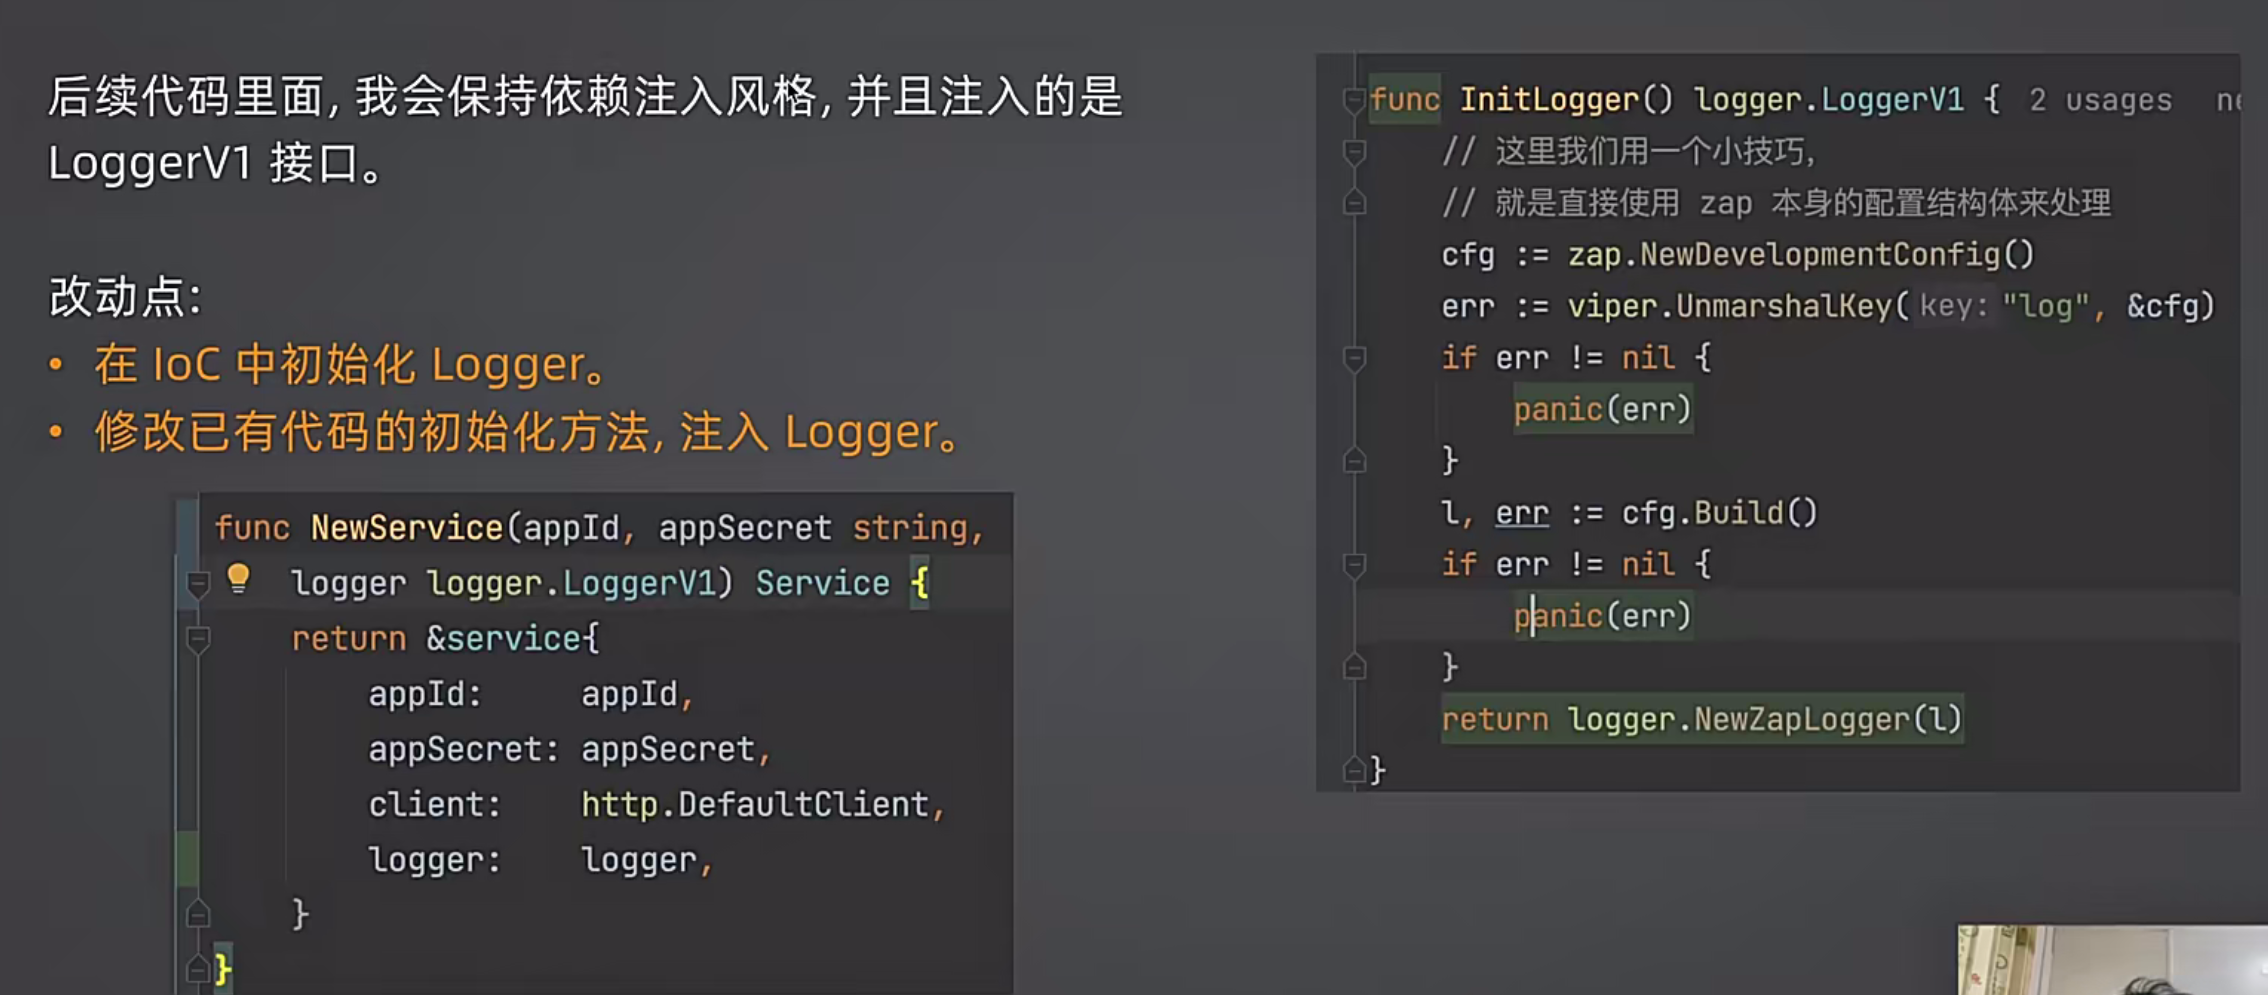 后续代码里面，我会保持依赖注入风格，并且注入的是
LoggerV1 接口。
改动点：
• 在 IoC 中初始化 Logger。
• 修改已有代码的初始化方法，注入 Logger。
func NewService(appId, appSecret string,
logger logger.LoggerV1) Service {
return &service{
appId: appId,
appSecret: appSecret,
client: http.DefaultClient,
logger: logger,
}
}
func InitLogger() logger.LoggerV1 { 2 usages
// 这里我们用一个小技巧，
// 就是直接使用 zap 本身的配置结构体来处理
cfg := zap.NewDevelopmentConfig()
err := viper.UnmarshalKey( key: "log", &cfg)
if err != nil {
panic(err)
}
l, err := cfg.Build()
if err != nil {
panic(err)
}
return logger.NewZapLogger(l)
}